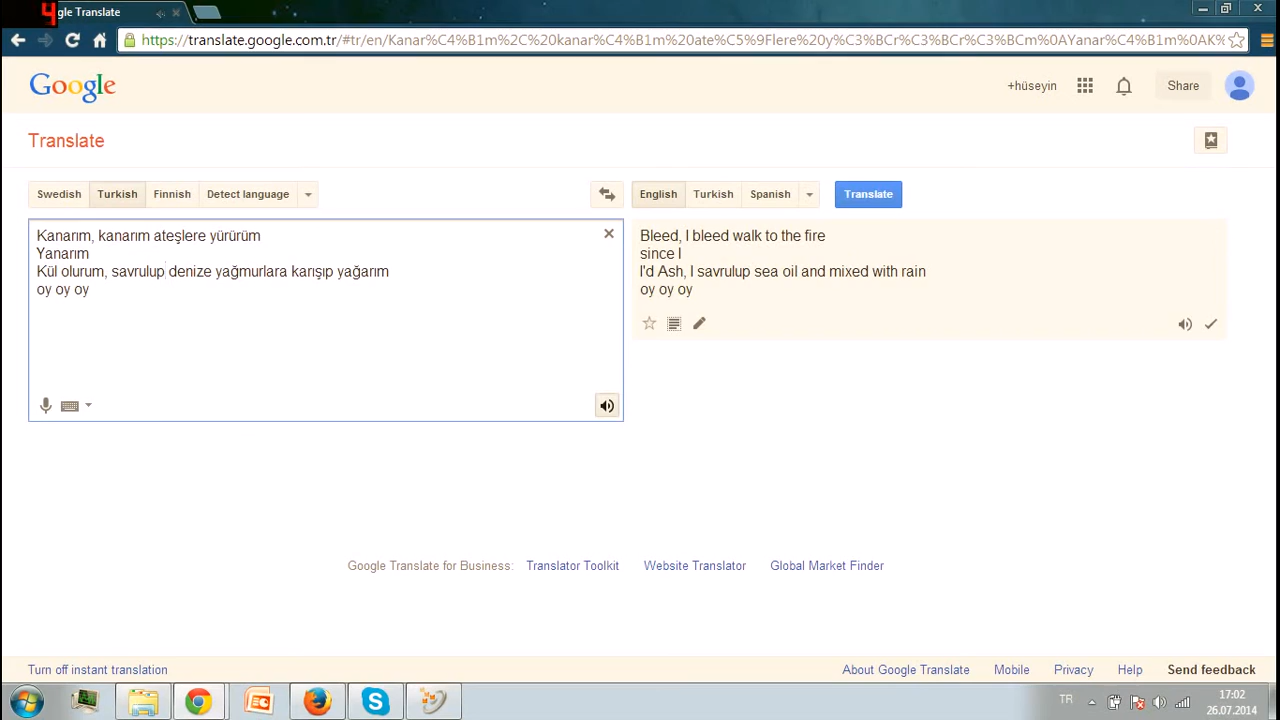 4
gle Translate
https://translate.google.com.tr/#tr/en/Kanar%C4%B1m%2C%20kanar%C4%B1m%20ate%C5%9Flere%20y%C3%BCr%C3%BCr%C3%BCm%0AYanar%C4%B1m%0AK%
Google
+hüseyin
Share
Translate
Swedish
Turkish
Finnish
Detect language
English
Turkish
Spanish
Translate
Kanarım, kanarım ateşlere yürürüm
Yanarım
Kül olurum, savrulup denize yağmurlara karışıp yağarım
oy oy oy
Bleed, I bleed walk to the fire
since I
I'd Ash, I savrulup sea oil and mixed with rain
oy oy oy
Google Translate for Business:
Translator Toolkit
Website Translator
Global Market Finder
Turn off instant translation
About Google Translate
Mobile
Privacy
Help
Send feedback
TR
17:02
26.07.2014